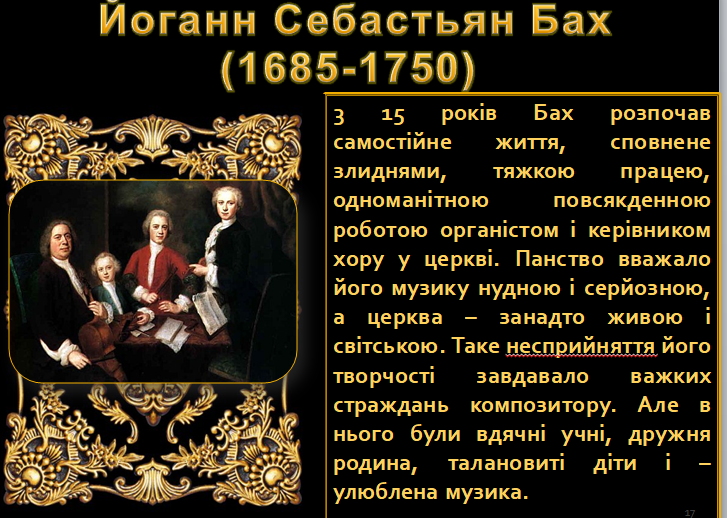 Йоганн Себастьян Бах
(1685-1750)
З 15 років Бах розпочав
самостійне життя, сповнене
злиднями, тяжкою працею,
одноманітною повсякденною
роботою органістом і керівником
хору у церкві. Панство вважало
його музику нудною і серйозною,
а церква – занадто живою і
світською. Таке несприйняття його
творчості завдавало важких
страждань композитору. Але в
нього були вдячні учні, дружня
родина, талановиті діти і –
улюблена музика.
17